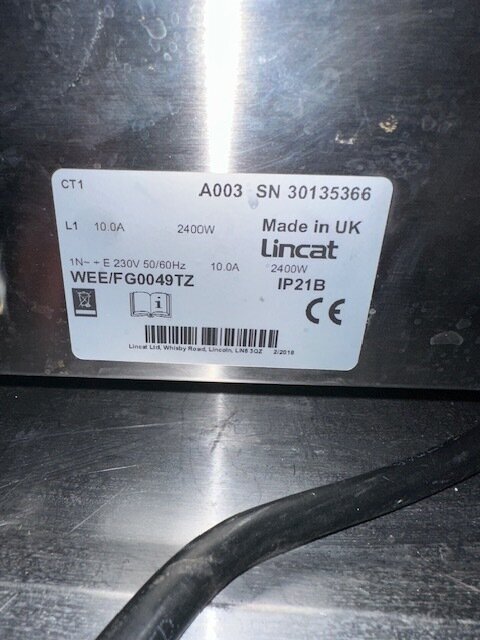 CT1
A003 SN 30135366
L1 10.0A 2400W
Made in UK
Lincat
1N~ + E 230V 50/60Hz 10.0A 2400W
WEE/FG0049TZ
IP21B
i
CE
Lincat Ltd, Whisby Road, Lincoln, LN6 3QZ 2/2018